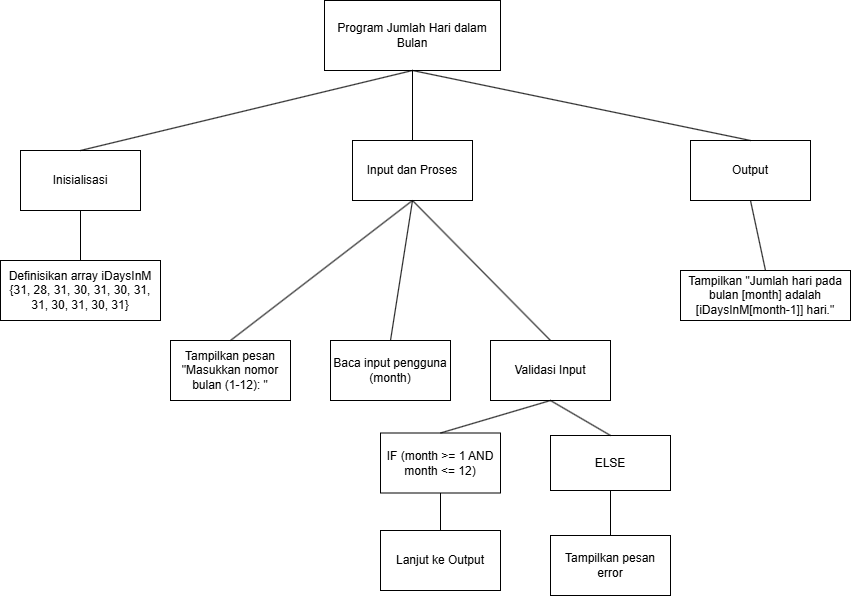 Program Jumlah Hari dalam
Bulan
Inisialisasi
Input dan Proses
Output
Definisikan array iDaysInM
{31, 28, 31, 30, 31, 30, 31,
31, 30, 31, 30, 31}
Tampilkan "Jumlah hari pada
bulan [month] adalah
[iDaysInM[month-1]] hari."
Tampilkan pesan
"Masukkan nomor
bulan (1-12): "
Baca input pengguna
(month)
Validasi Input
IF (month >= 1 AND
month <= 12)
ELSE
Lanjut ke Output
Tampilkan pesan
error